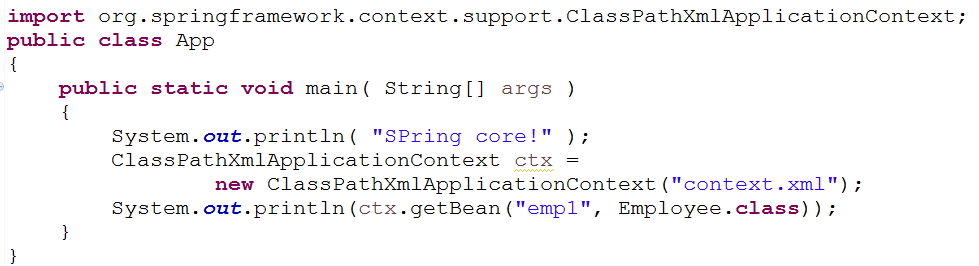 import org.springframework.context.support.ClassPathXmlApplicationContext;
public class App
{
    public static void main( String[] args )
    {
        System.out.println( "SPring core!" );
        ClassPathXmlApplicationContext ctx =
                new ClassPathXmlApplicationContext("context.xml");
        System.out.println(ctx.getBean("emp1", Employee.class));
    }
}